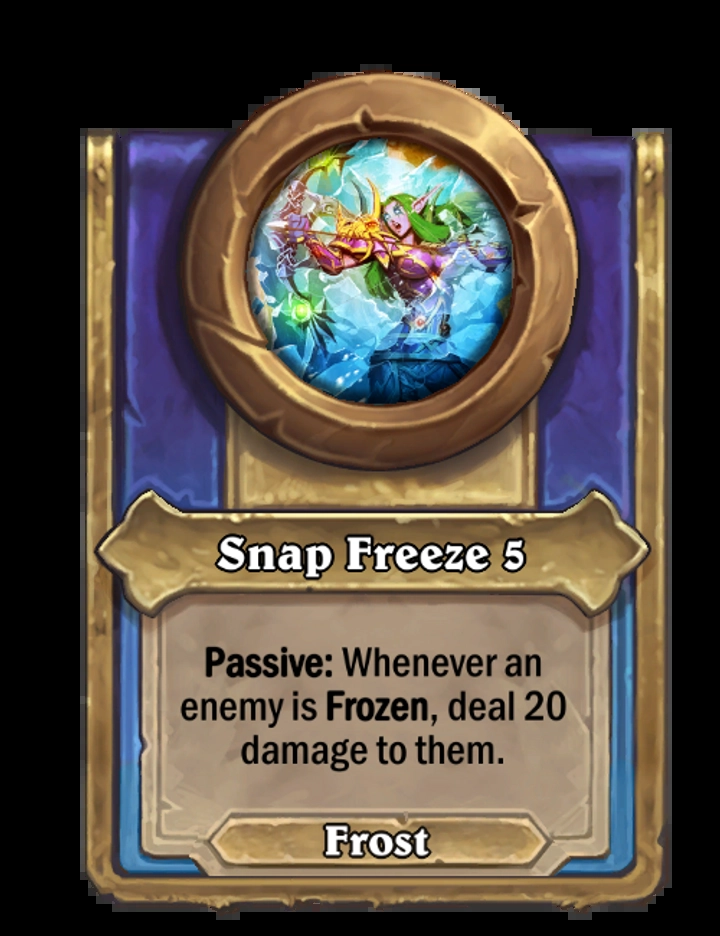 Snap Freeze 5
Passive: Whenever an
enemy is Frozen, deal 20
damage to them.
Frost